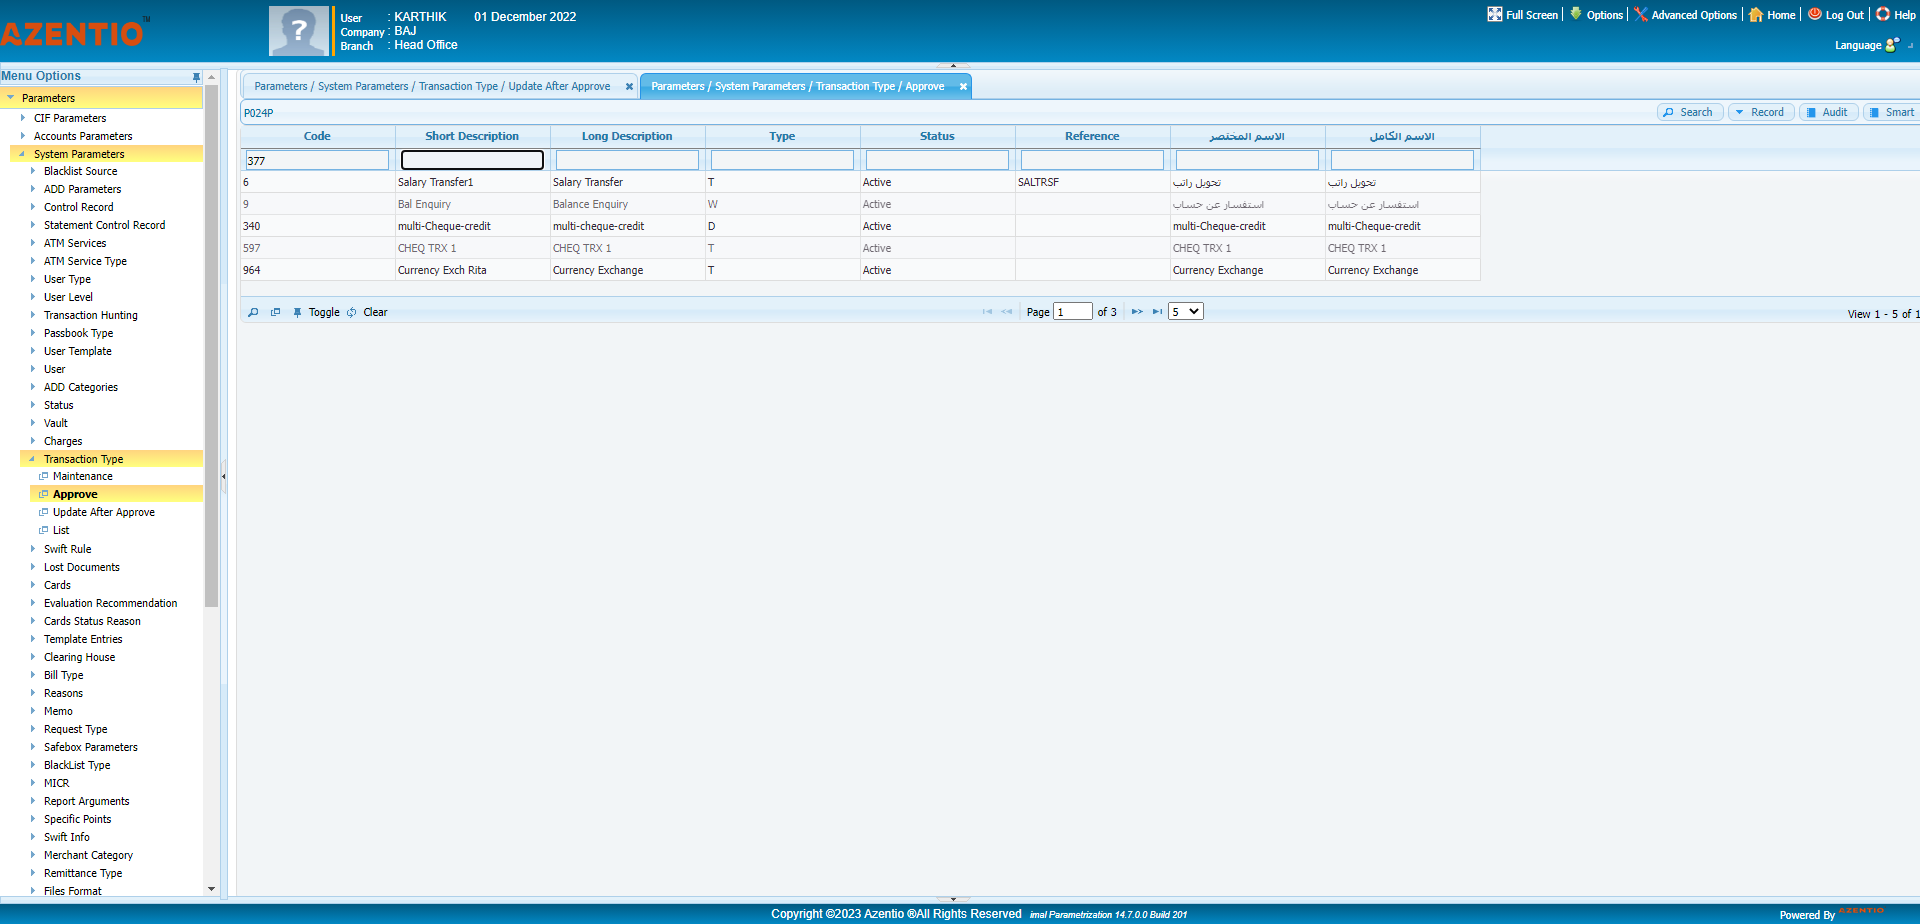 AZENTIO™
User : KARTHIK 01 December 2022
Company : BAJ
Branch : Head Office
Full Screen Options Advanced Options Home Log Out Help
Language
Menu Options
Parameters
CIF Parameters
Accounts Parameters
System Parameters
Blacklist Source
ADD Parameters
Control Record
Statement Control Record
ATM Services
ATM Service Type
User Type
User Level
Transaction Hunting
Passbook Type
User Template
User
ADD Categories
Status
Vault
Charges
Transaction Type
Maintenance
Approve
Update After Approve
List
Swift Rule
Lost Documents
Cards
Evaluation Recommendation
Cards Status Reason
Template Entries
Clearing House
Bill Type
Reasons
Memo
Request Type
Safebox Parameters
BlackList Type
MICR
Report Arguments
Specific Points
Swift Info
Merchant Category
Remittance Type
Files Format
Parameters / System Parameters / Transaction Type / Update After Approve
Parameters / System Parameters / Transaction Type / Approve
P024P
Search Record Audit Smart
Code Short Description Long Description Type Status Reference الاسم المختصر الاسم الكامل
377
6 Salary Transfer1 Salary Transfer T Active SALTRSF تحويل راتب تحويل راتب
9 Bal Enquiry Balance Enquiry W Active استفسار عن حساب استفسار عن حساب
340 multi-Cheque-credit multi-cheque-credit D Active multi-Cheque-credit multi-Cheque-credit
597 CHEQ TRX 1 CHEQ TRX 1 T Active CHEQ TRX 1 CHEQ TRX 1
964 Currency Exch Rita Currency Exchange T Active Currency Exchange Currency Exchange
Toggle Clear
Page 1 of 3 5
View 1 - 5 of 1
Copyright ©2023 Azentio ®All Rights Reserved imal Parametrization 14.7.0.0 Build 201
Powered By AZENTIO